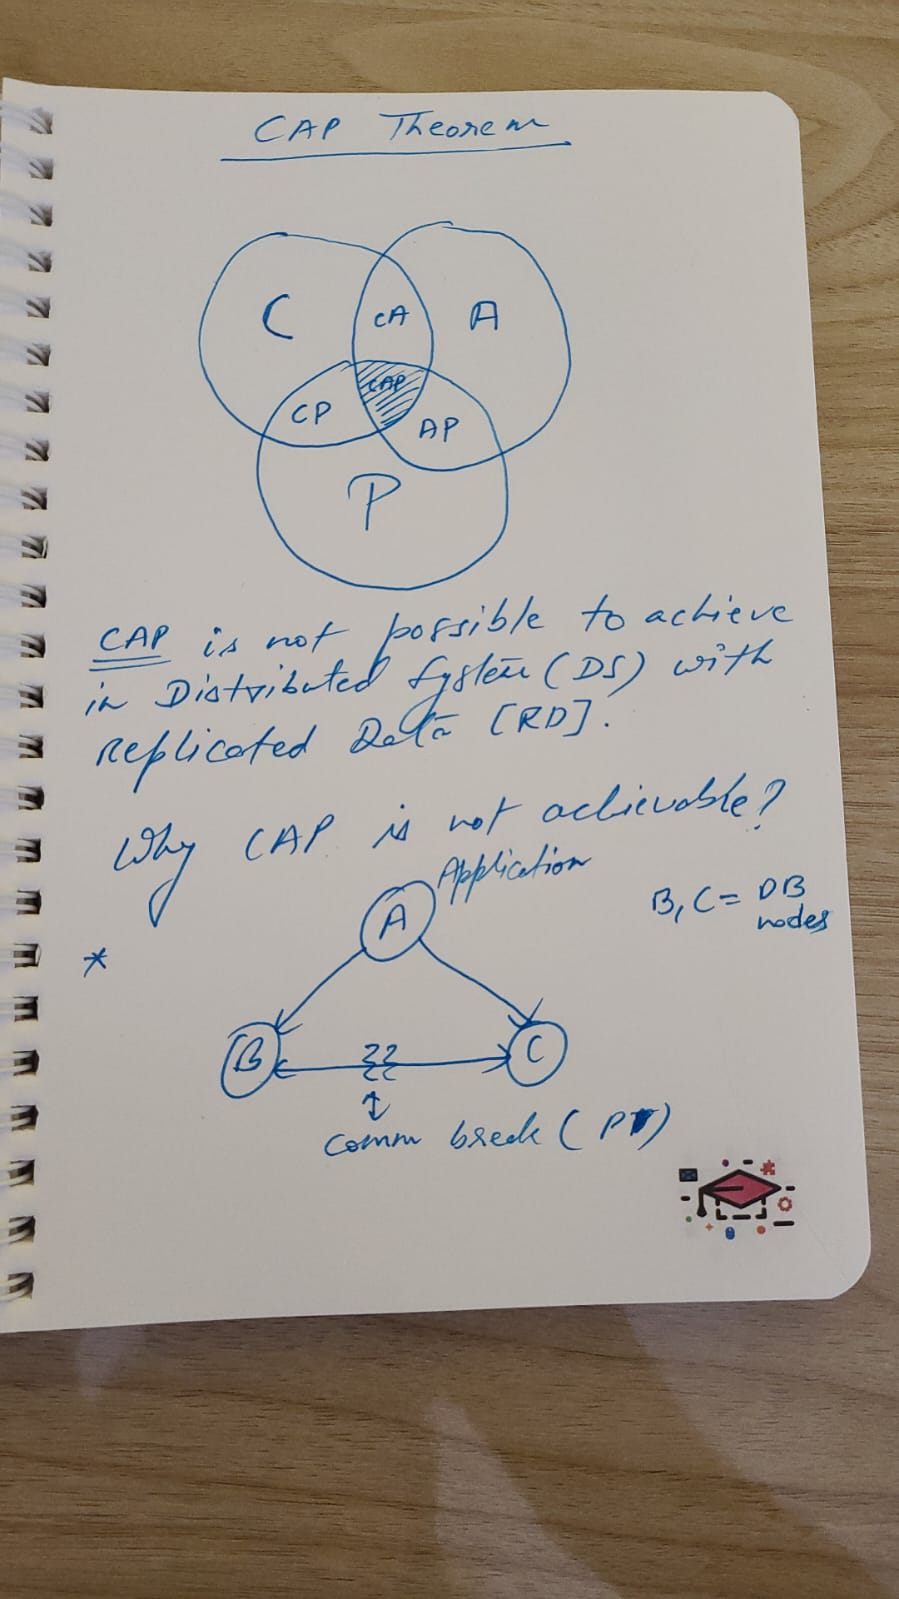 CAP Theorem
C
CA
A
CAP
CP
AP
P
CAP is not possible to achieve
in Distributed System (DS) with
replicated Data [RD].
Why CAP is not achievable?
Application
A
B, C = DB
nodes
*
B
C
Comm break (P)